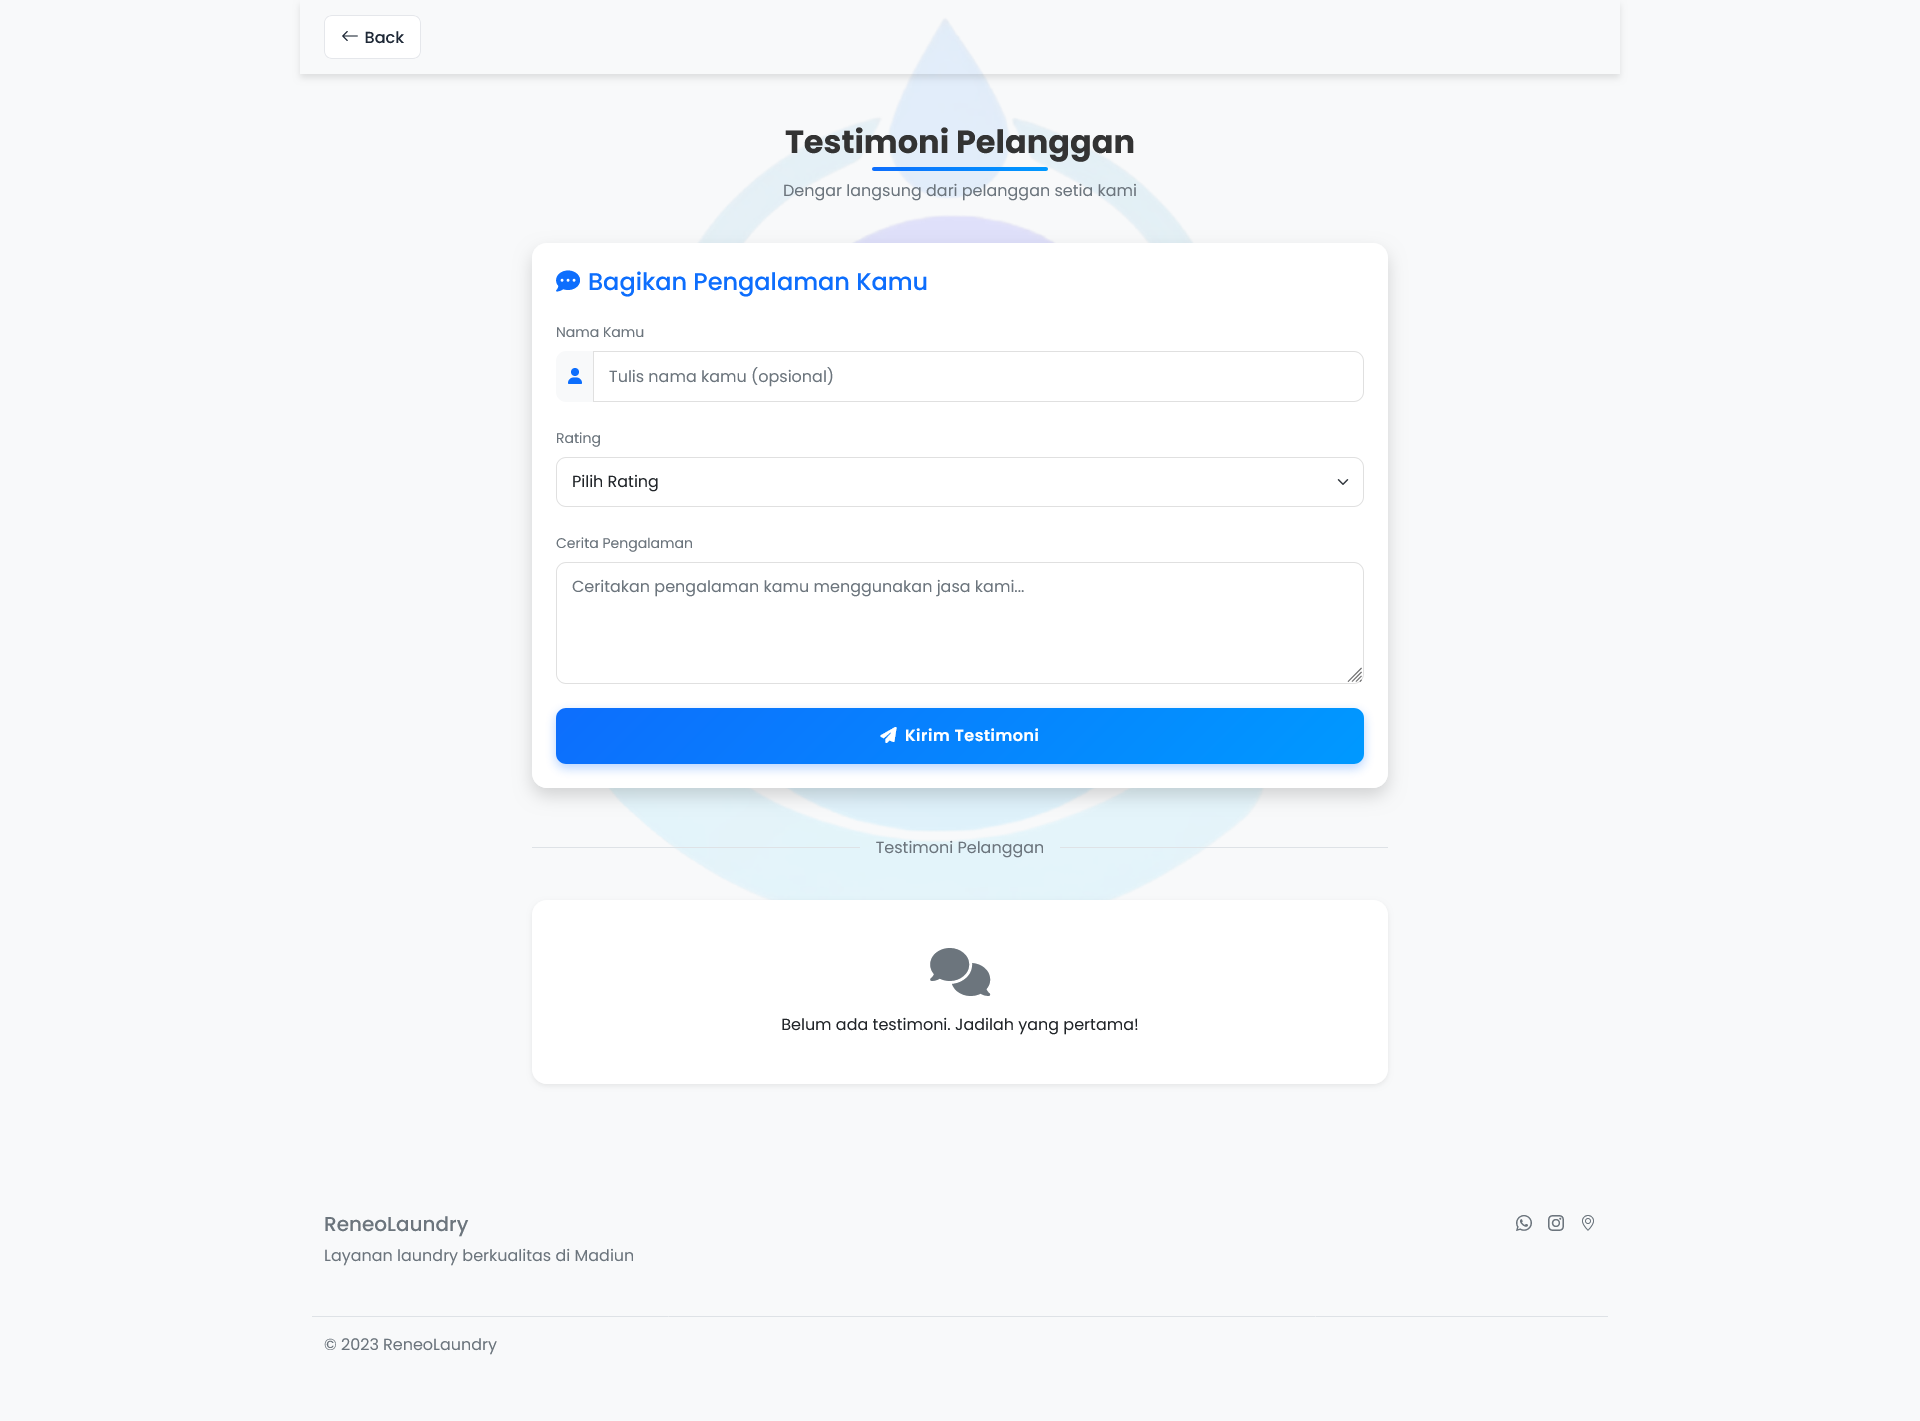 Back
Testimoni Pelanggan
Dengar langsung dari pelanggan setia kami
Bagikan Pengalaman Kamu
Nama Kamu
Tulis nama kamu (opsional)
Rating
Pilih Rating
Cerita Pengalaman
Ceritakan pengalaman kamu menggunakan jasa kami...
Kirim Testimoni
Testimoni Pelanggan
Belum ada testimoni. Jadilah yang pertama!
ReneoLaundry
Layanan laundry berkualitas di Madiun
© 2023 ReneoLaundry